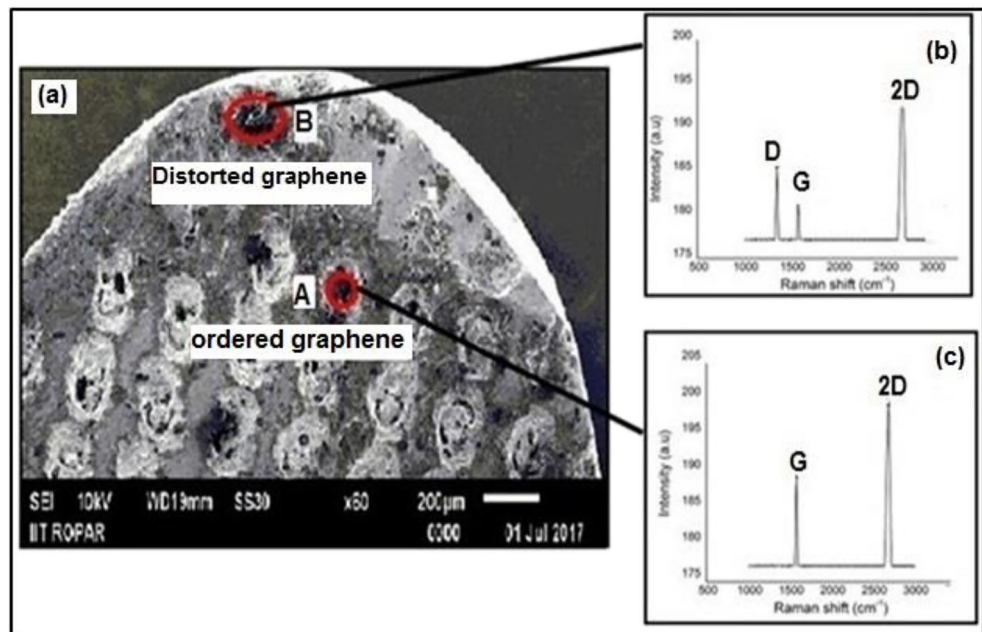 (a)
B
Distorted graphene
A
ordered graphene
SEI 10kV WD19mm SS30 x60 200µm
IIT ROPAR 0000 01 Jul 2017
(b)
200
195
190
185
180
175
Intensity (a.u)
D
G
2D
500 1000 1500 2000 2500 3000
Raman shift (cm⁻¹)
(c)
205
200
195
190
185
180
175
Intensity (a.u)
G
2D
500 1000 1500 2000 2500 3000
Raman shift (cm⁻¹)